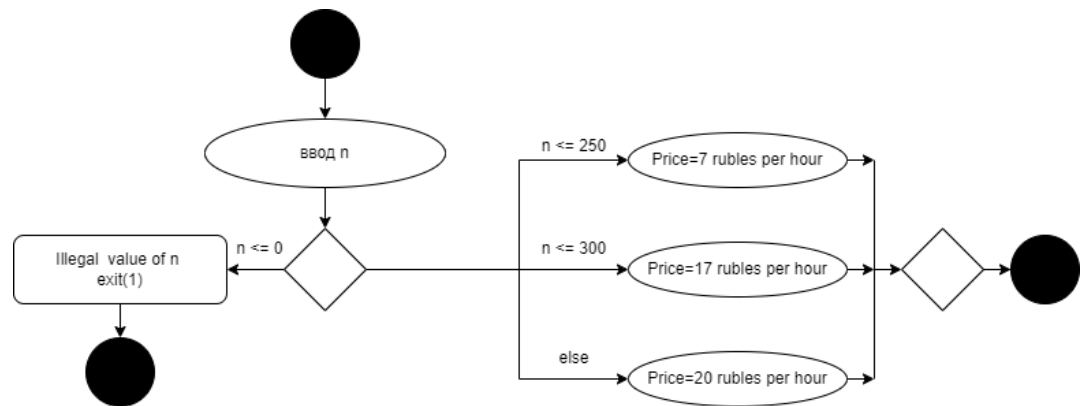 ввод n
n <= 250
Price=7 rubles per hour
n <= 0
Illegal value of n
exit(1)
n <= 300
Price=17 rubles per hour
else
Price=20 rubles per hour